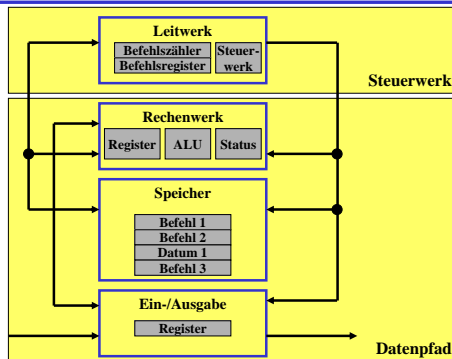 Leitwerk
Befehlszähler
Befehlsregister
Steuer-
werk
Steuerwerk
Rechenwerk
Register ALU Status
Speicher
Befehl 1
Befehl 2
Datum 1
Befehl 3
Ein-/Ausgabe
Register
Datenpfad